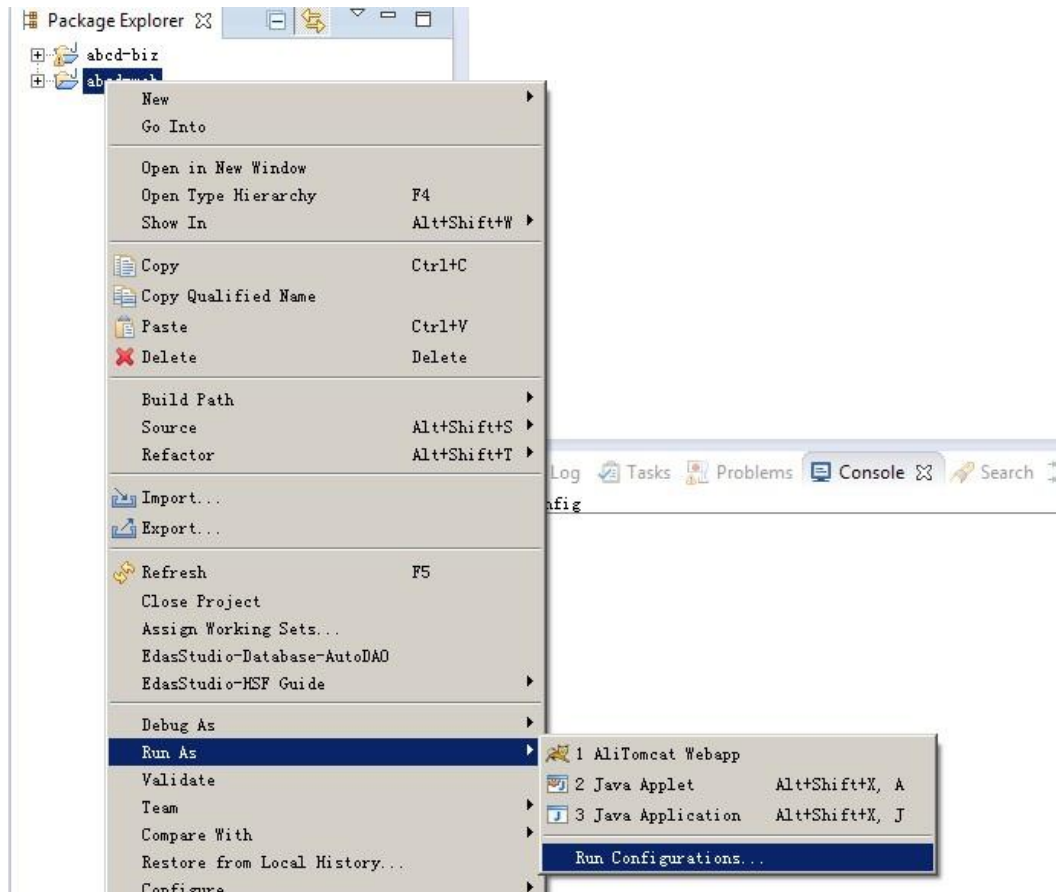 Package Explorer
abcd-biz
New
Go Into
Open in New Window
Open Type Hierarchy F4
Show In Alt+Shift+W
Copy Ctrl+C
Copy Qualified Name
Paste Ctrl+V
Delete Delete
Build Path
Source Alt+Shift+S
Refactor Alt+Shift+T
Log Tasks Problems Console Search
Import...
nfig
Export...
Refresh F5
Close Project
Assign Working Sets...
EdasStudio-Database-AutoDAO
EdasStudio-HSF Guide
Debug As
Run As
1 AliTomcat Webapp
Validate
2 Java Applet Alt+Shift+X, A
Team
3 Java Application Alt+Shift+X, J
Compare With
Restore from Local History...
Run Configurations...
Configure